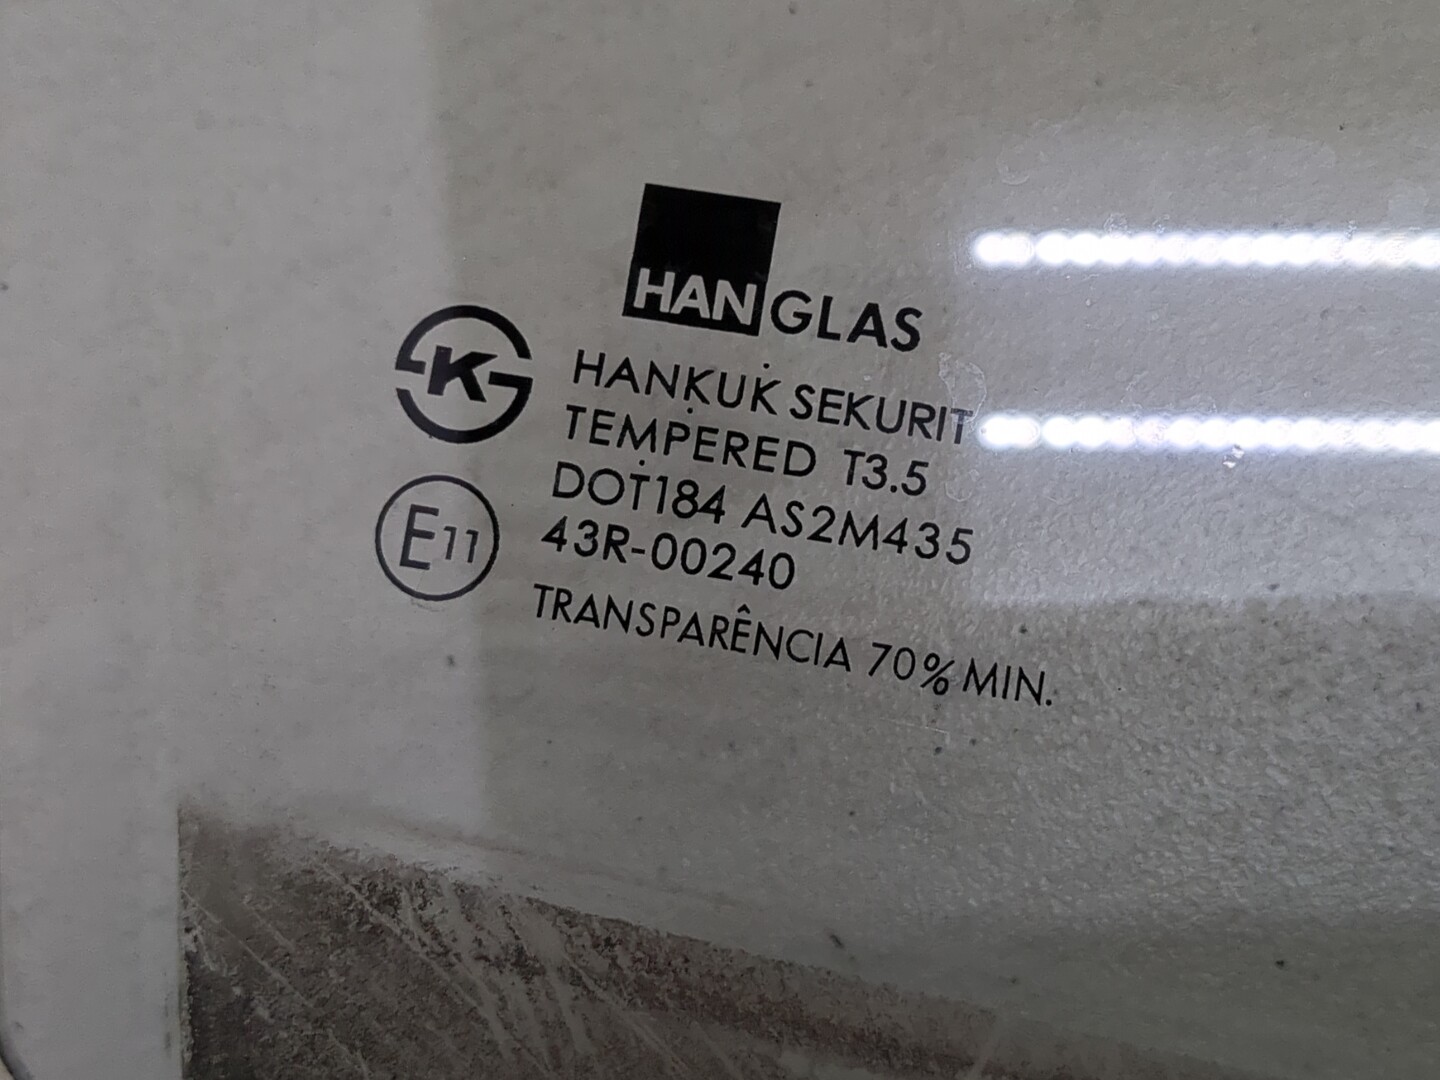 HANGLAS
K
HANKUK SEKURIT
TEMPERED T3.5
DOT184 AS2M435
E11
43R-00240
TRANSPARÊNCIA 70% MIN.